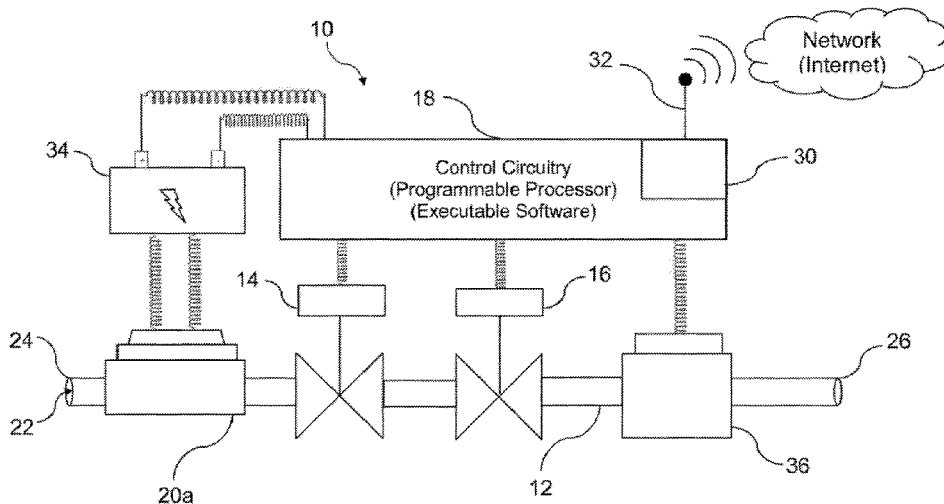 10
Network
(Internet)
32
18
34
Control Circuitry
(Programmable Processor)
(Executable Software)
30
14
16
24
26
22
20a
12
36